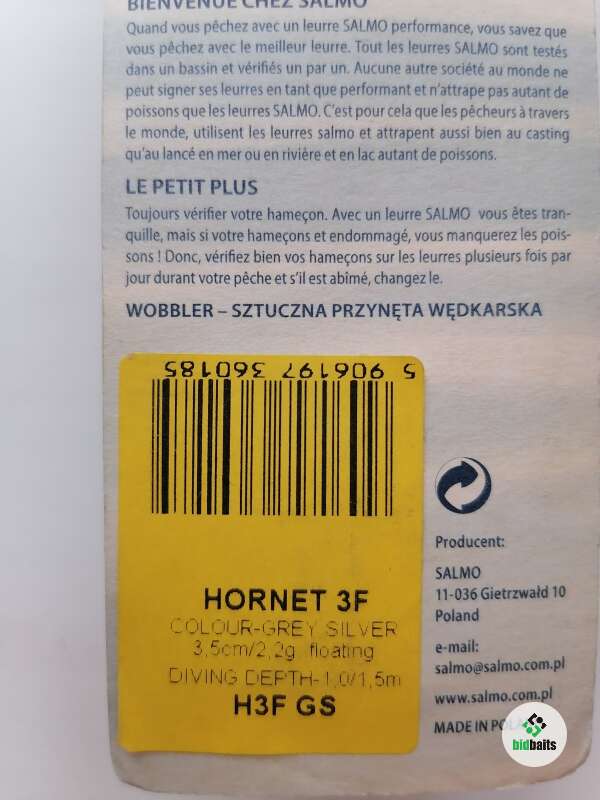 BIENVENUE CHEZ SALMO
Quand vous pêchez avec un leurre SALMO performance, vous savez que
vous pêchez avec le meilleur leurre. Tout les leurres SALMO sont testés
dans un bassin et vérifiés un par un. Aucune autre société au monde ne
peut signer ses leurres en tant que performant et n'attrape pas autant de
poissons que les leurres SALMO. C'est pour cela que les pêcheurs à travers
le monde, utilisent les leurres salmo et attrapent aussi bien au casting
qu'au lancé en mer ou en rivière et en lac autant de poissons.
LE PETIT PLUS
Toujours vérifier votre hameçon. Avec un leurre SALMO vous êtes tran-
quille, mais si votre hameçons et endommagé, vous manquerez les pois-
sons ! Donc, vérifiez bien vos hameçons sur les leurres plusieurs fois par
jour durant votre pêche et s'il est abîmé, changez le.
WOBBLER – SZTUCZNA PRZYNĘTA WĘDKARSKA
5 906197 360185
HORNET 3F
COLOUR-GREY SILVER
3,5cm/2,2g floating
DIVING DEPTH-1,0/1,5m
H3F GS
Producent:
SALMO
11-036 Gietrzwałd 10
Poland
e-mail:
salmo@salmo.com.pl
www.salmo.com.pl
MADE IN
bidbaits